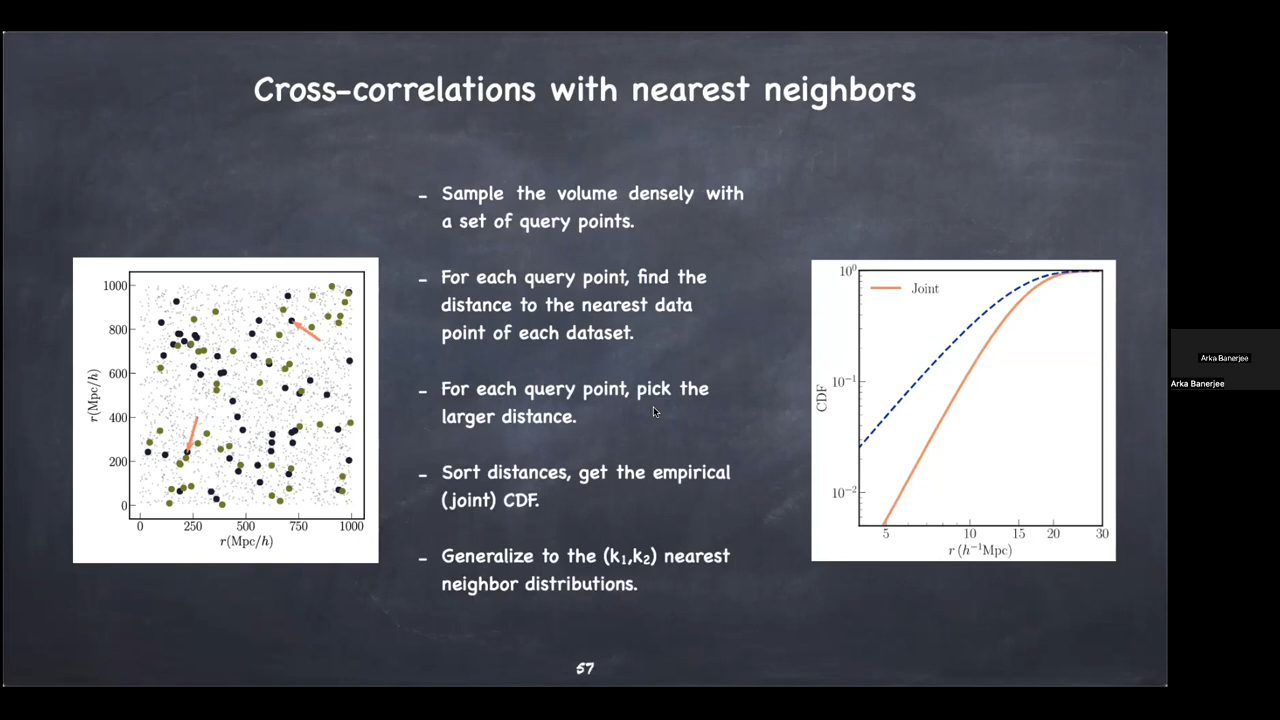 Cross-correlations with nearest neighbors
- Sample the volume densely with
a set of query points.
- For each query point, find the
distance to the nearest data
point of each dataset.
- For each query point, pick the
larger distance.
- Sort distances, get the empirical
(joint) CDF.
- Generalize to the (k₁,k₂) nearest
neighbor distributions.
r(Mpc/h)
1000
800
600
400
200
0
0 250 500 750 1000
r(Mpc/h)
Joint
CDF
10⁰
10⁻¹
10⁻²
5 10 15 20 30
r (h⁻¹Mpc)
57
Arka Banerjee
Arka Banerjee